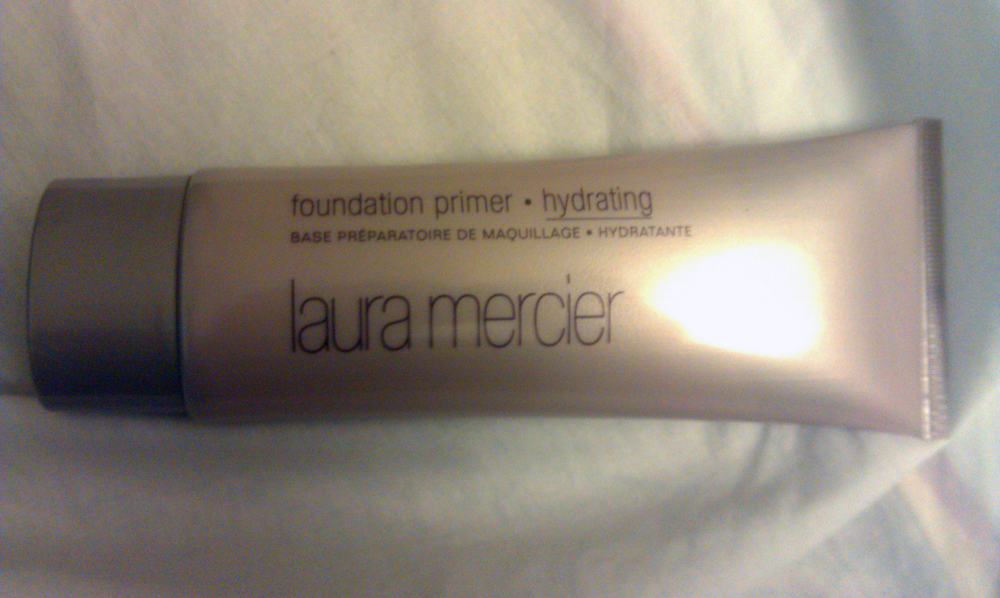 foundation primer • hydrating
BASE PRÉPARATOIRE DE MAQUILLAGE • HYDRATANTE
laura mercier